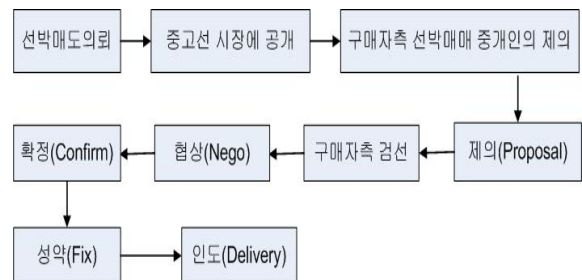 선박매도의뢰
중고선 시장에 공개
구매자측 선박매매 중개인의 제의
제의(Proposal)
구매자측 검선
협상(Nego)
확정(Confirm)
성약(Fix)
인도(Delivery)